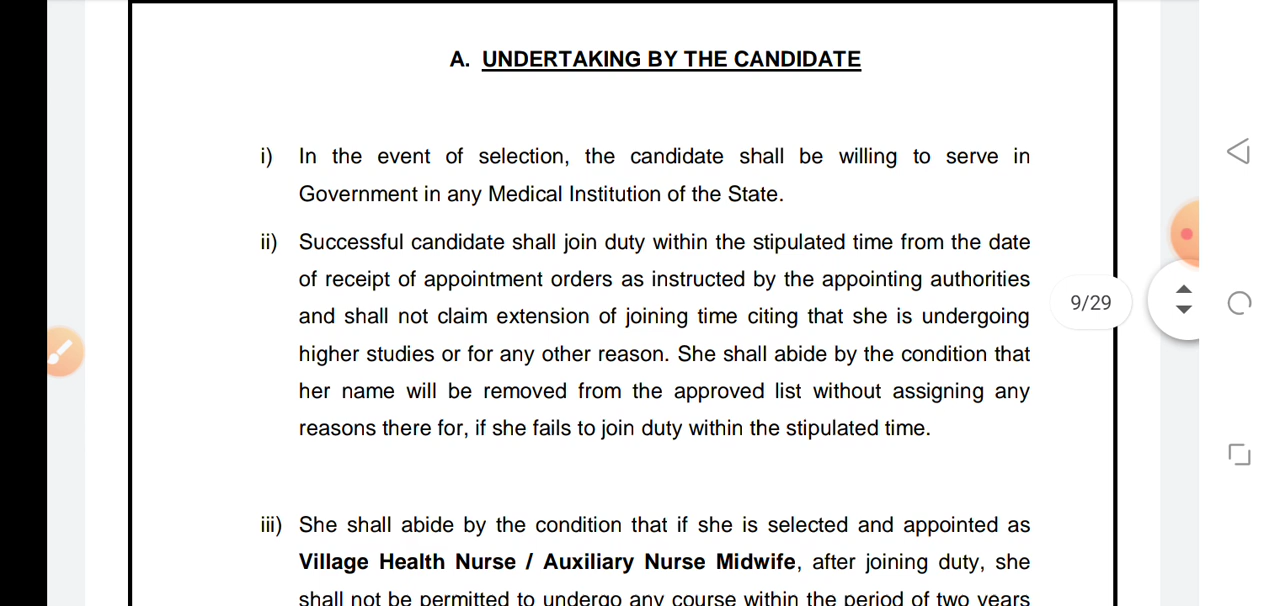 A. UNDERTAKING BY THE CANDIDATE
i) In the event of selection, the candidate shall be willing to serve in
Government in any Medical Institution of the State.
ii) Successful candidate shall join duty within the stipulated time from the date
of receipt of appointment orders as instructed by the appointing authorities
and shall not claim extension of joining time citing that she is undergoing
9/29
higher studies or for any other reason. She shall abide by the condition that
her name will be removed from the approved list without assigning any
reasons there for, if she fails to join duty within the stipulated time.
iii) She shall abide by the condition that if she is selected and appointed as
Village Health Nurse / Auxiliary Nurse Midwife, after joining duty, she
shall not be permitted to undergo any course within the period of two years